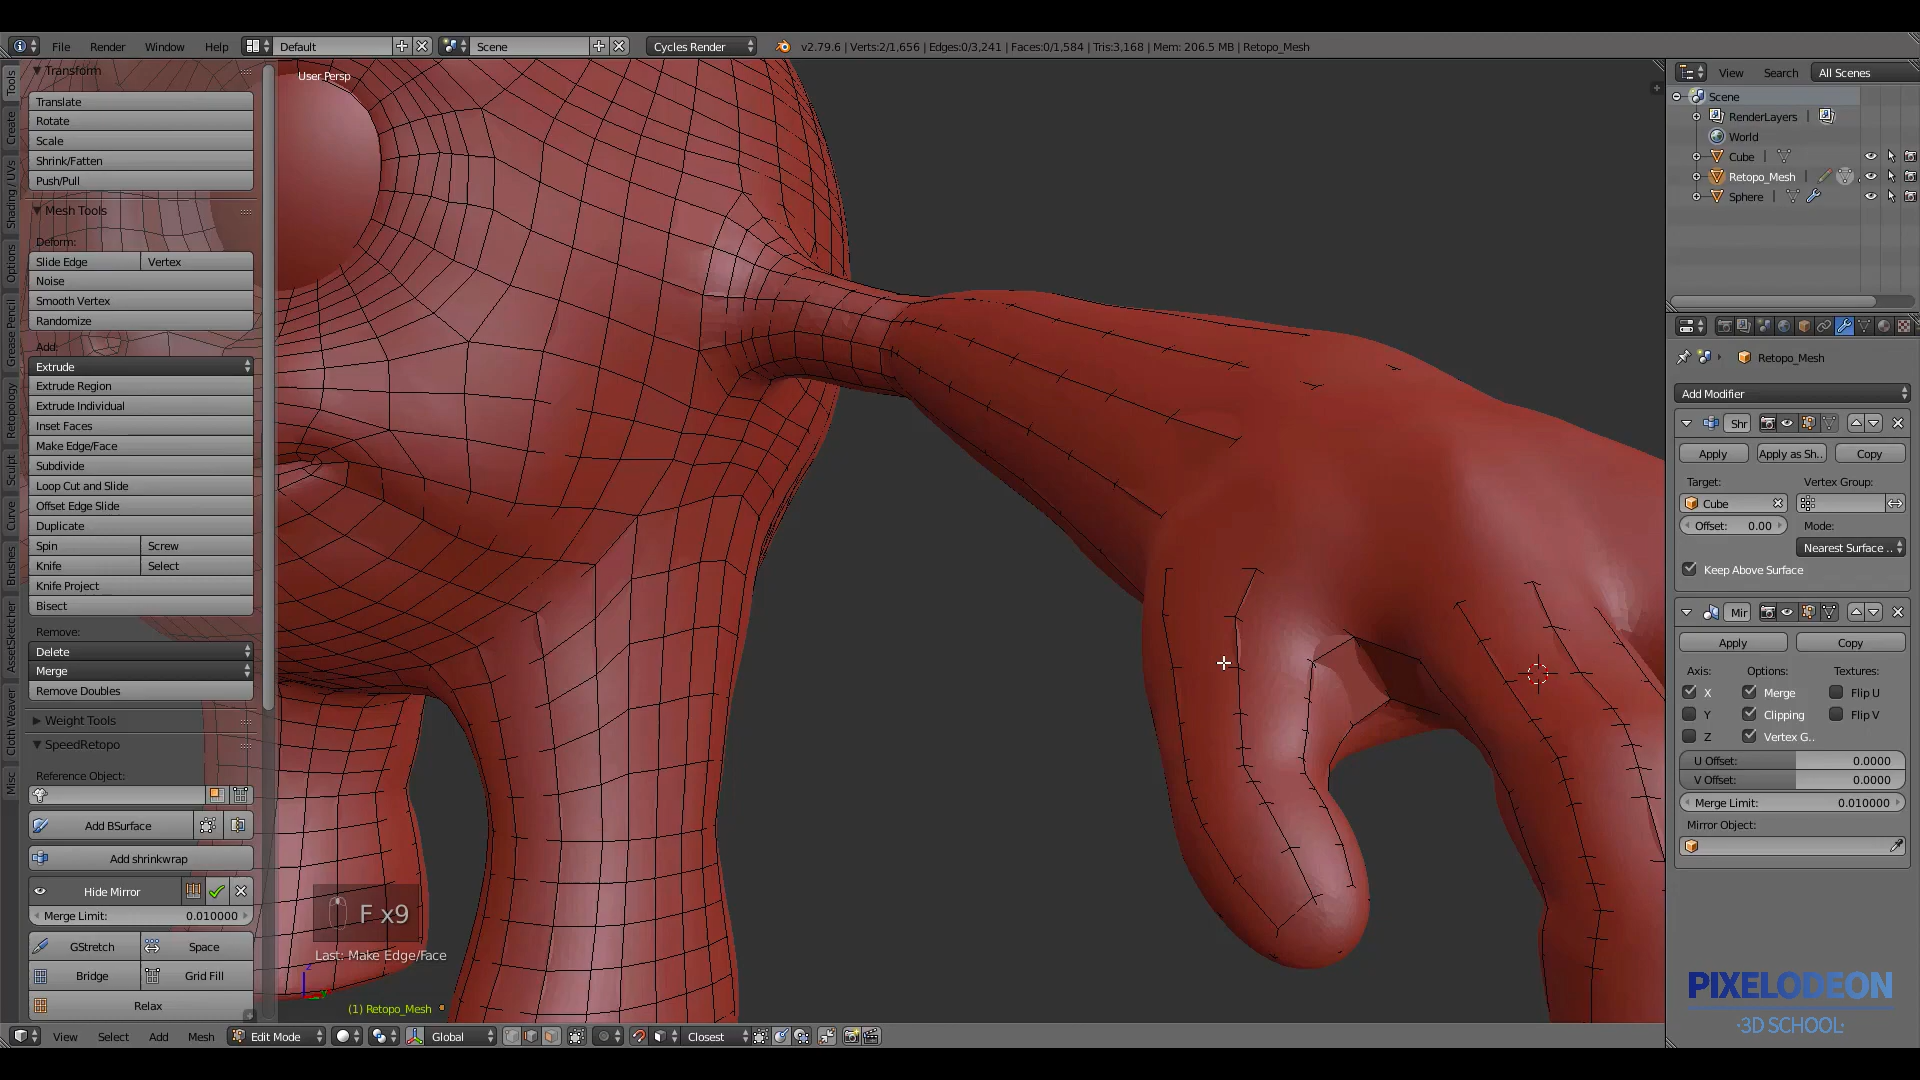 File Render Window Help Default Scene Cycles Render v2.79.6 | Verts:2/1,656 | Edges:0/3,241 | Faces:0/1,584 | Tris:3,168 | Mem: 206.5 MB | Retopo_Mesh
Tools
Create
Shading / UVs
Options
Grease Pencil
Retopology
Sculpt
Curve
Brushes
AssetSketcher
Cloth Weaver
Misc
Transform
Translate
Rotate
Scale
Shrink/Fatten
Push/Pull
Mesh Tools
Deform:
Slide Edge Vertex
Noise
Smooth Vertex
Randomize
Add:
Extrude
Extrude Region
Extrude Individual
Inset Faces
Make Edge/Face
Subdivide
Loop Cut and Slide
Offset Edge Slide
Duplicate
Spin Screw
Knife Select
Knife Project
Bisect
Remove:
Delete
Merge
Remove Doubles
Weight Tools
SpeedRetopo
Reference Object:
Add BSurface
Add shrinkwrap
Hide Mirror
Merge Limit: 0.010000
GStretch Space
Bridge Grid Fill
Relax
User Persp
F x9
Last: Make Edge/Face
z
(1) Retopo_Mesh
View Select Add Mesh Edit Mode Global Closest
View Search All Scenes
Scene
RenderLayers |
World
Cube |
Retopo_Mesh |
Sphere |
Retopo_Mesh
Add Modifier
Shr
Apply Apply as Sh.. Copy
Target: Vertex Group:
Cube
Offset: 0.00 Mode:
Nearest Surface ..
Keep Above Surface
Mir
Apply Copy
Axis: Options: Textures:
X Merge Flip U
Y Clipping Flip V
Z Vertex G..
U Offset: 0.0000
V Offset: 0.0000
Merge Limit: 0.010000
Mirror Object:
PIXELODEON
·3D SCHOOL·